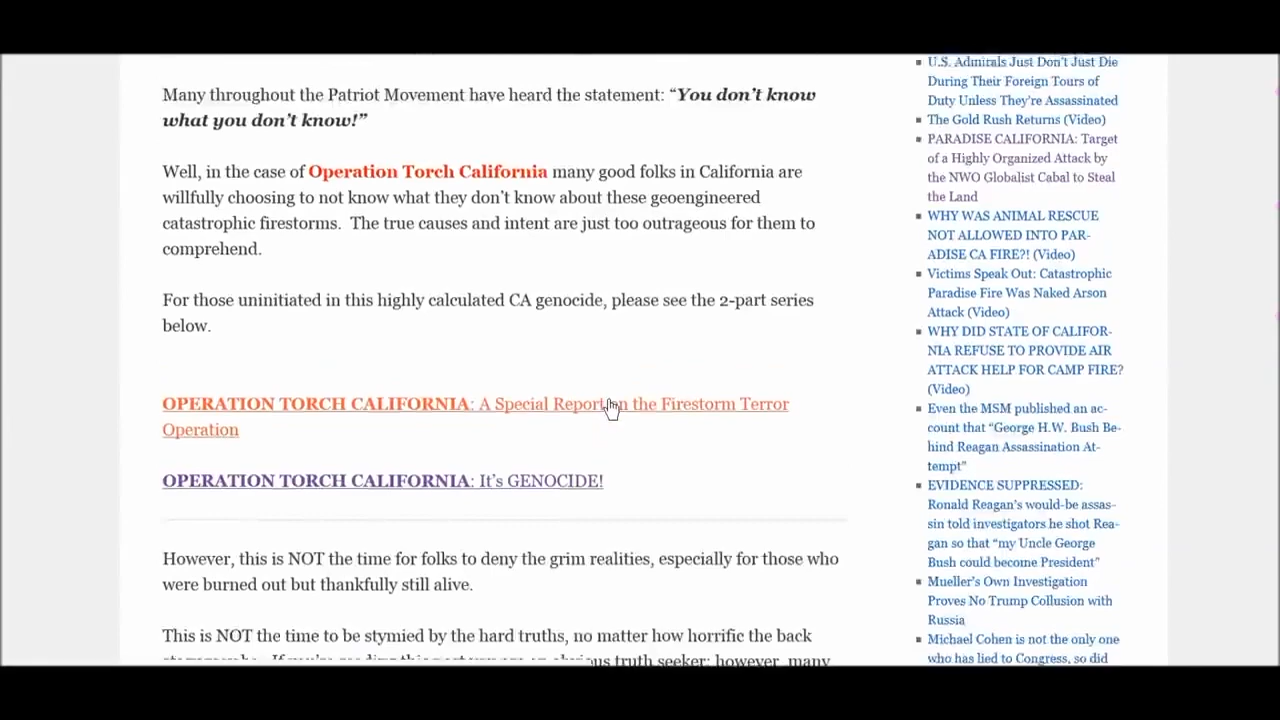 Many throughout the Patriot Movement have heard the statement: “You don’t know
what you don’t know!”
Well, in the case of Operation Torch California many good folks in California are
willfully choosing to not know what they don’t know about these geoengineered
catastrophic firestorms.  The true causes and intent are just too outrageous for them to
comprehend.
For those uninitiated in this highly calculated CA genocide, please see the 2-part series
below.
OPERATION TORCH CALIFORNIA: A Special Report on the Firestorm Terror
Operation
OPERATION TORCH CALIFORNIA: It’s GENOCIDE!
However, this is NOT the time for folks to deny the grim realities, especially for those who
were burned out but thankfully still alive.
This is NOT the time to be stymied by the hard truths, no matter how horrific the back
truth seeker; however, many
U.S. Admirals Just Don’t Just Die
During Their Foreign Tours of
Duty Unless They’re Assassinated
The Gold Rush Returns (Video)
PARADISE CALIFORNIA: Target
of a Highly Organized Attack by
the NWO Globalist Cabal to Steal
the Land
WHY WAS ANIMAL RESCUE
NOT ALLOWED INTO PAR-
ADISE CA FIRE?! (Video)
Victims Speak Out: Catastrophic
Paradise Fire Was Naked Arson
Attack (Video)
WHY DID STATE OF CALIFOR-
NIA REFUSE TO PROVIDE AIR
ATTACK HELP FOR CAMP FIRE?
(Video)
Even the MSM published an ac-
count that “George H.W. Bush Be-
hind Reagan Assassination At-
tempt”
EVIDENCE SUPPRESSED:
Ronald Reagan’s would-be assas-
sin told investigators he shot Rea-
gan so that “my Uncle George
Bush could become President”
Mueller’s Own Investigation
Proves No Trump Collusion with
Russia
Michael Cohen is not the only one
who has lied to Congress, so did